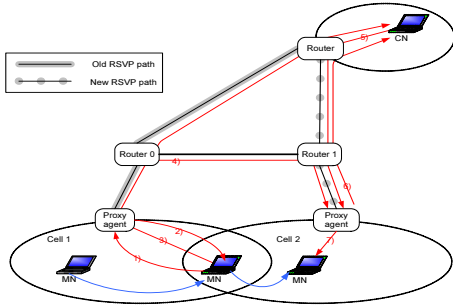 CN
5)
Router
Old RSVP path
New RSVP path
Router 0
4)
Router 1
6)
Proxy agent
Proxy agent
Cell 1
2)
3)
1)
Cell 2
7)
MN
MN
MN